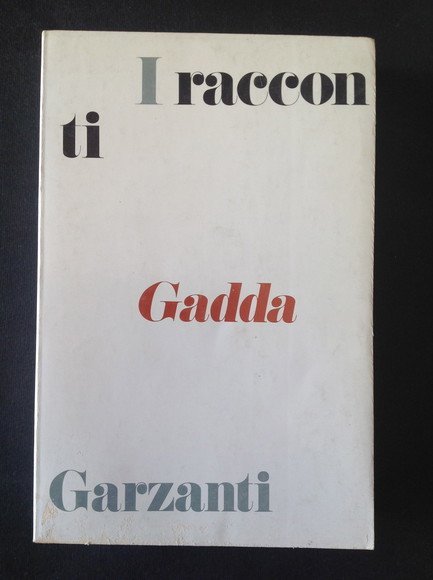 I raccon
ti
Gadda
Garzanti